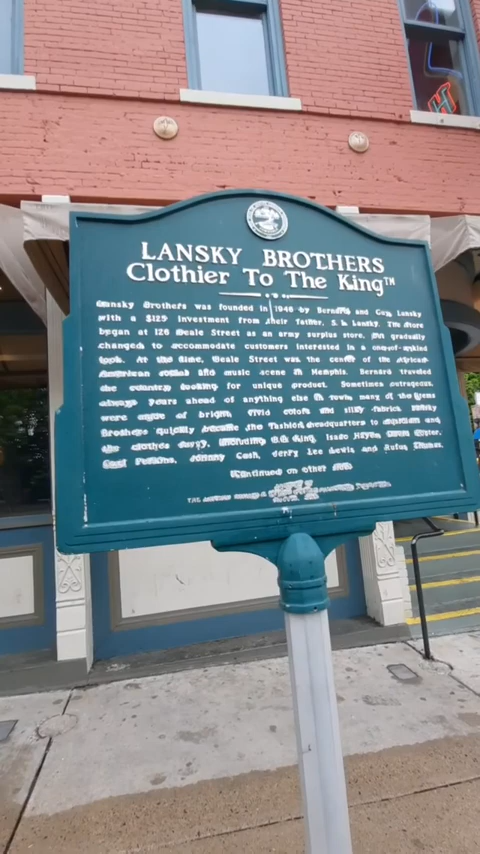 LANSKY BROTHERS
Clothier To The King™
Lansky Brothers was founded in 1946 by Bernard and Guy Lansky
with a $125 investment from their father, S. L. Lansky. The store
began at 126 Beale Street as an army surplus store, but gradually
changed to accommodate customers interested in a one-of-a-kind
look. At the time, Beale Street was the center of the African
American social and music scene in Memphis. Bernard traveled
the country looking for unique product. Sometimes outrageous,
always years ahead of anything else in town, many of the items
were made of bright, vivid colors and silky fabrics. Lansky
Brothers quickly became the fashion headquarters to musicians and
the clothes savvy, including B.B. King, Isaac Hayes,
Carl Perkins, Johnny Cash, Jerry Lee Lewis and Rufus Thomas.
(Continued on other side)
THE
H